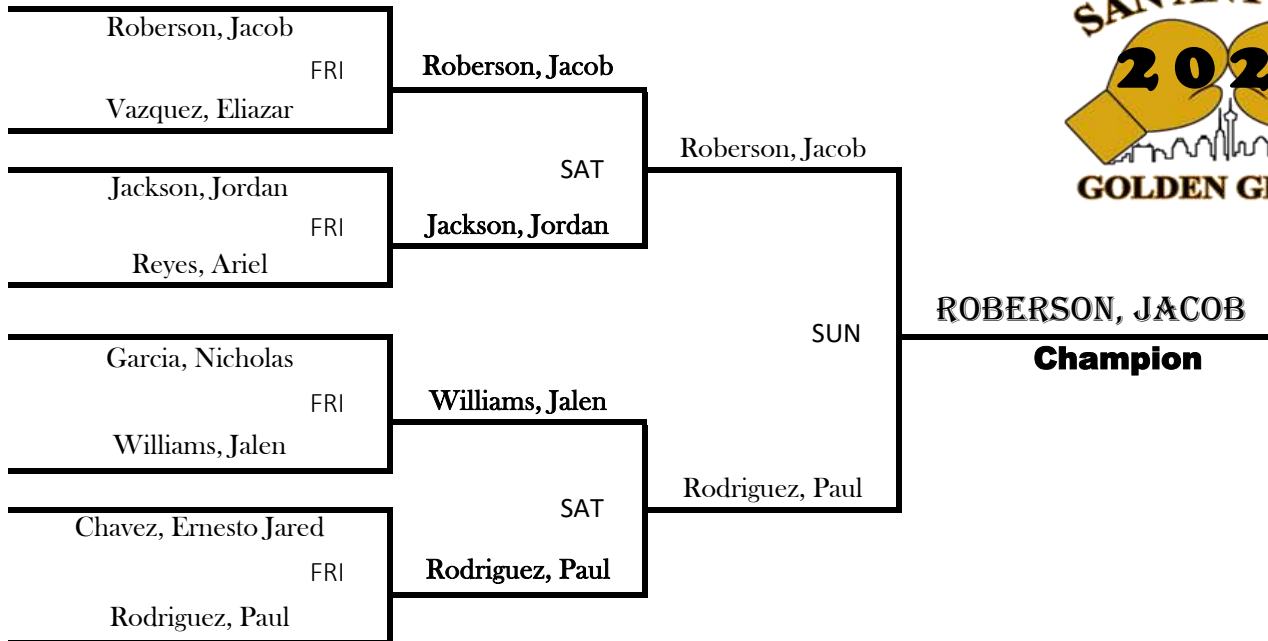 Roberson, Jacob
FRI
Vazquez, Eliazar
Jackson, Jordan
FRI
Reyes, Ariel
Garcia, Nicholas
FRI
Williams, Jalen
Chavez, Ernesto Jared
FRI
Rodriguez, Paul
Roberson, Jacob
SAT
Jackson, Jordan
Williams, Jalen
SAT
Rodriguez, Paul
Roberson, Jacob
SUN
Rodriguez, Paul
202
GOLDEN
ROBERSON, JACOB
Champion